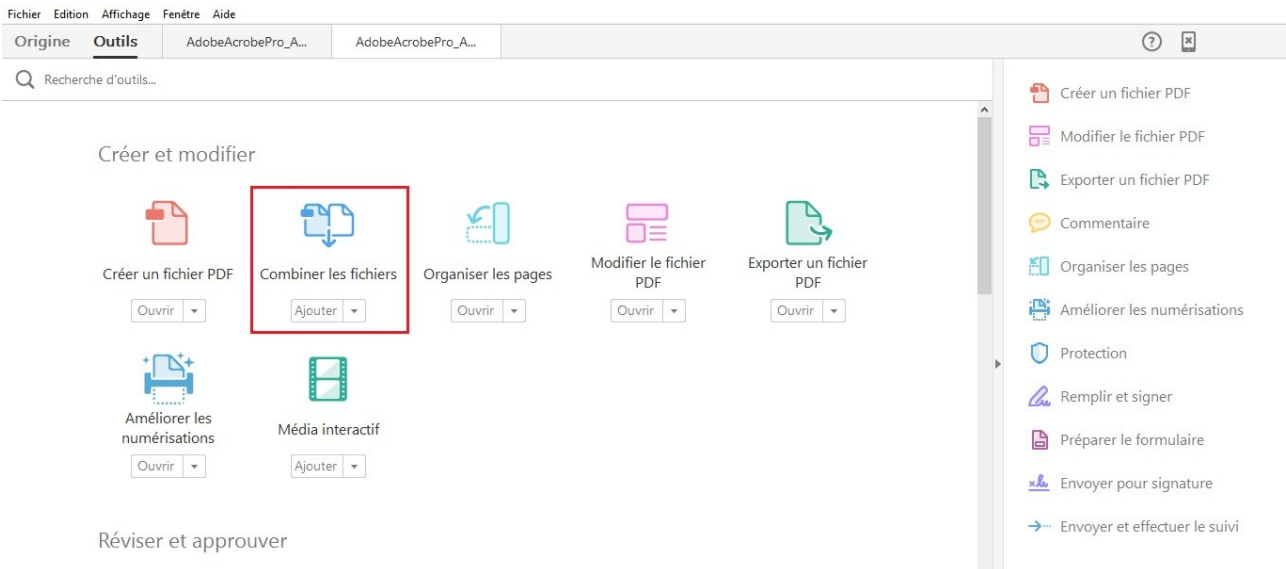 Fichier Edition Affichage Fenêtre Aide
Origine Outils AdobeAcrobePro_A... AdobeAcrobePro_A...
Recherche d'outils...
Créer et modifier
Créer un fichier PDF
Ouvrir
Combiner les fichiers
Ajouter
Organiser les pages
Ouvrir
Modifier le fichier
PDF
Ouvrir
Exporter un fichier
PDF
Ouvrir
Améliorer les
numérisations
Ouvrir
Média interactif
Ajouter
Réviser et approuver
Créer un fichier PDF
Modifier le fichier PDF
Exporter un fichier PDF
Commentaire
Organiser les pages
Améliorer les numérisations
Protection
Remplir et signer
Préparer le formulaire
Envoyer pour signature
Envoyer et effectuer le suivi